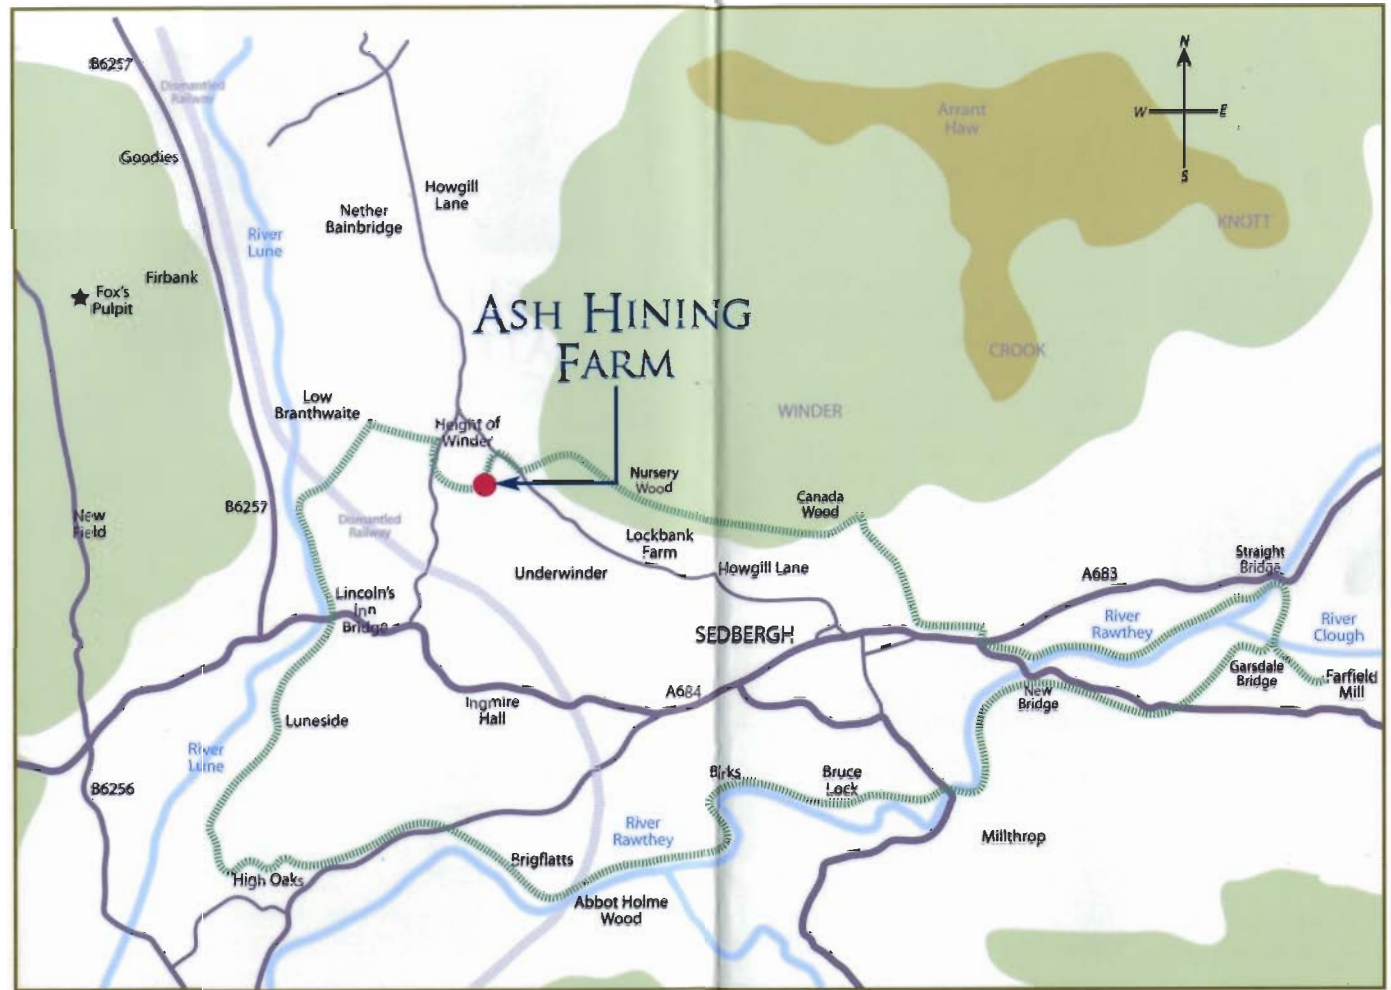 B6257
Dismantled
Railway
Goodies
River
Lune
Firbank
Fox's
Pulpit
Nether
Bainbridge
Howgill
Lane
Arrant
Haw
N
W
E
S
KNOTT
CROOK
WINDER
ASH HINING
FARM
Low
Branthwaite
Height of
Winder
Nursery
Wood
Canada
Wood
New
Field
B6257
Dismantled
Railway
Lockbank
Farm
Underwinder
Howgill Lane
Straight
Bridge
A683
River
Rawthey
River
Clough
Lincoln's
Inn
Bridge
SEDBERGH
Garsdale
Bridge
Farfield
Mill
New
Bridge
A684
Ingmire
Hall
Luneside
River
Lune
B6256
Birks
Bruce
Lock
River
Rawthey
Millthrop
Brigflatts
High Oaks
Abbot Holme
Wood